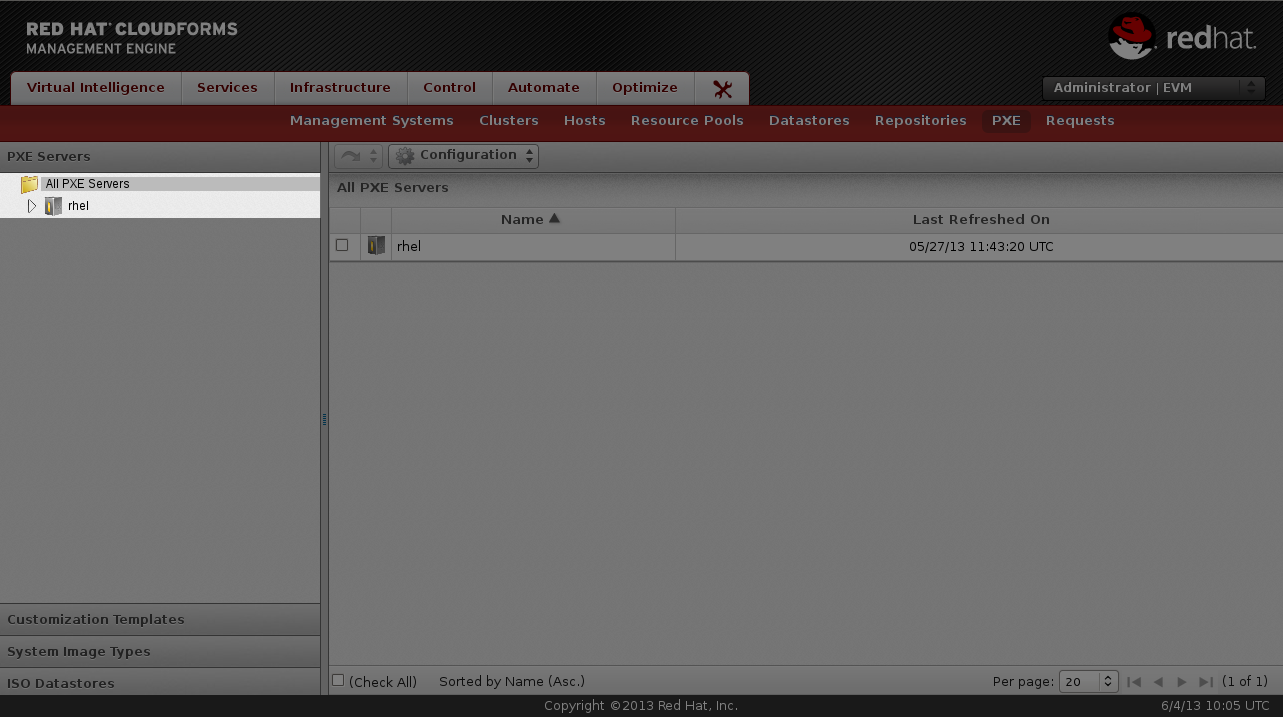 RED HAT® CLOUDFORMS
MANAGEMENT ENGINE
redhat.
Virtual Intelligence Services Infrastructure Control Automate Optimize
Administrator | EVM
Management Systems Clusters Hosts Resource Pools Datastores Repositories PXE Requests
PXE Servers
Configuration
All PXE Servers
rhel
All PXE Servers
Name Last Refreshed On
rhel 05/27/13 11:43:20 UTC
Customization Templates
System Image Types
ISO Datastores
(Check All) Sorted by Name (Asc.) Per page: 20 (1 of 1)
Copyright ©2013 Red Hat, Inc. 6/4/13 10:05 UTC